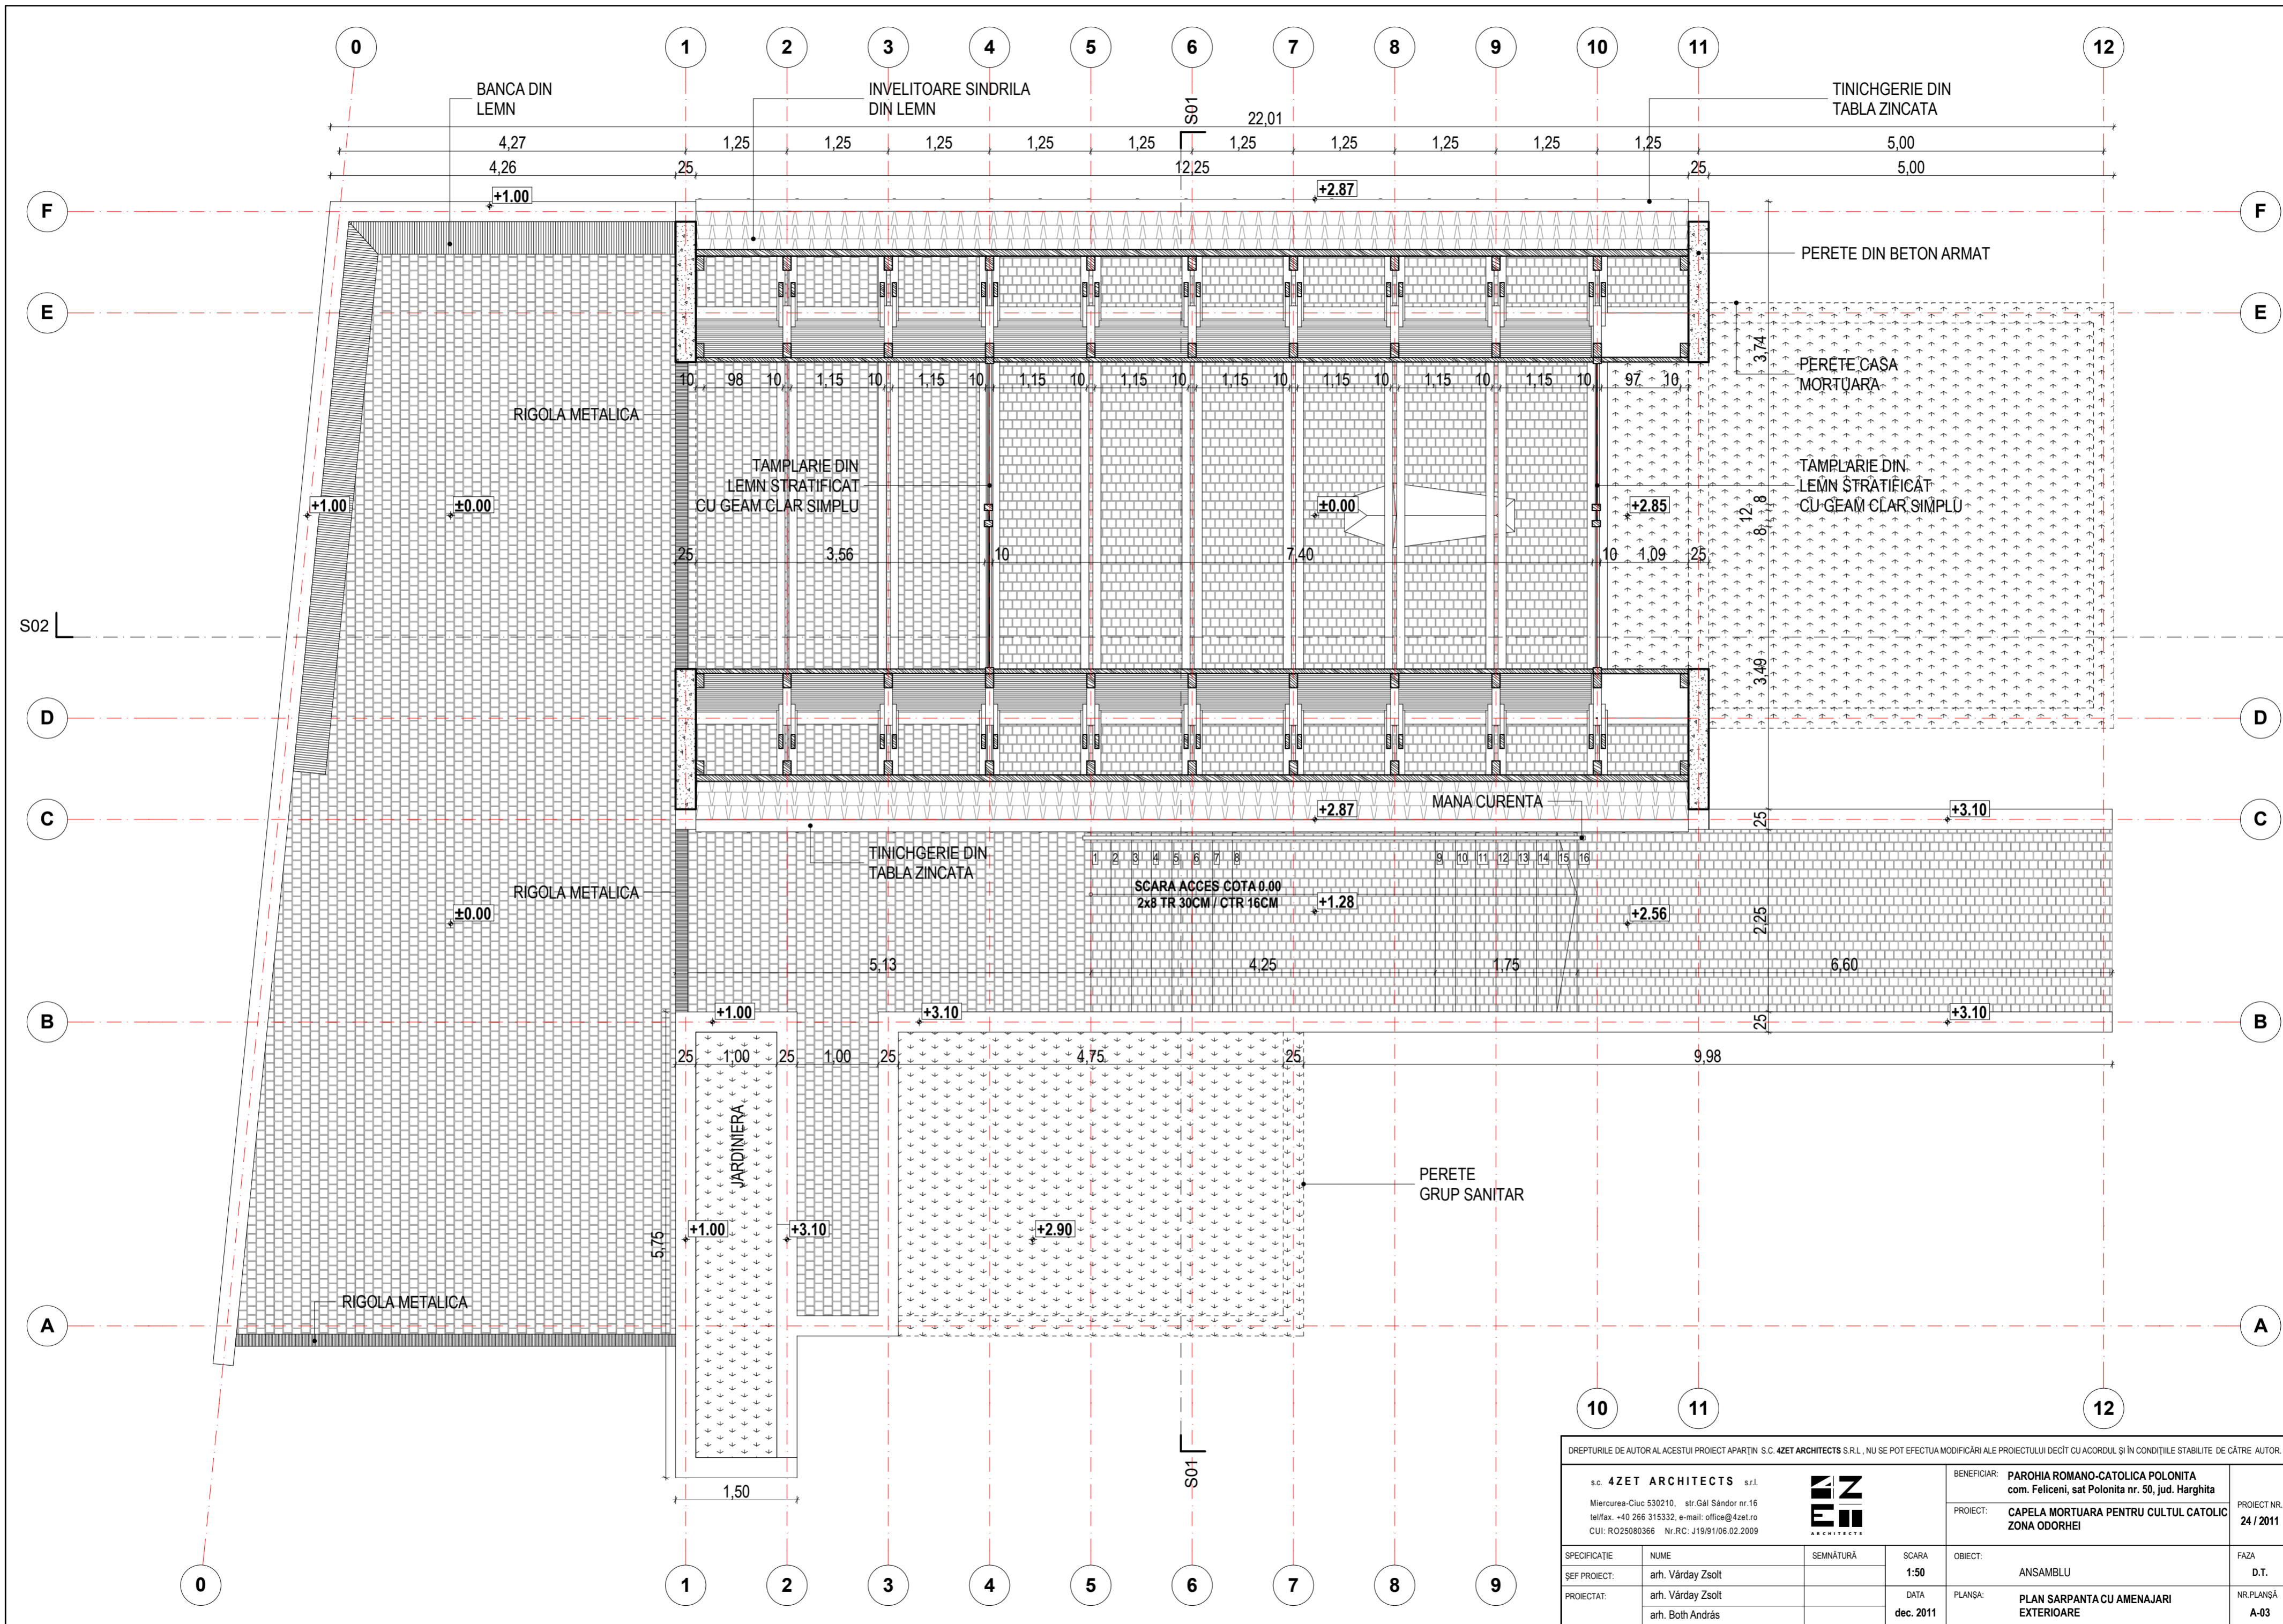 0 1 2 3 4 5 6 7 8 9 10 11 12
BANCA DIN
LEMN
INVELITOARE SINDRILA
DIN LEMN
S01
TINICHGERIE DIN
TABLA ZINCATA
22,01
4,27 1,25 1,25 1,25 1,25 1,25 1,25 1,25 1,25 1,25 1,25 5,00
4,26 25 12,25 25 5,00
+1.00
+2.87
F F
PERETE DIN BETON ARMAT
E E
3,74
PERETE CASA
MORTUARA
10 98 10 1,15 10 1,15 10 1,15 10 1,15 10 1,15 10 1,15 10 1,15 10 1,15 10 97 10
RIGOLA METALICA
TAMPLARIE DIN
LEMN STRATIFICAT
CU GEAM CLAR SIMPLU
TAMPLARIE DIN
LEMN STRATIFICAT
CU GEAM CLAR SIMPLU
+1.00
±0.00
±0.00
+2.85
12 8
8
25 3,56 10 7,40 10 1,09 25
S02
3,49
D D
MANA CURENTA
+2.87
+3.10
C C
25
TINICHGERIE DIN
TABLA ZINCATA
1 2 3 4 5 6 7 8 9 10 11 12 13 14 15 16
RIGOLA METALICA
SCARA ACCES COTA 0.00
2x8 TR 30CM / CTR 16CM
±0.00
+1.28
+2.56
2,25
5,13 4,25 1,75 6,60
+1.00
+3.10
+3.10
B B
25
25 1,00 25 1,00 25 4,75 25 9,98
JARDINIERA
PERETE
GRUP SANITAR
5,75
+1.00
+3.10
+2.90
RIGOLA METALICA
A A
10 11 12
S01
1,50
0 1 2 3 4 5 6 7 8 9
DREPTURILE DE AUTOR AL ACESTUI PROIECT APARȚIN S.C. 4ZET ARCHITECTS S.R.L , NU SE POT EFECTUA MODIFICĂRI ALE PROIECTULUI DECÎT CU ACORDUL ȘI ÎN CONDIȚIILE STABILITE DE CĂTRE AUTOR.
s.c. 4ZET ARCHITECTS s.r.l.
Miercurea-Ciuc 530210, str.Gál Sándor nr.16
tel/fax. +40 266 315332, e-mail: office@4zet.ro
CUI: RO25080366 Nr.RC: J19/91/06.02.2009
4ZET
ARCHITECTS
BENEFICIAR: PAROHIA ROMANO-CATOLICA POLONITA
com. Feliceni, sat Polonita nr. 50, jud. Harghita
PROIECT: CAPELA MORTUARA PENTRU CULTUL CATOLIC
ZONA ODORHEI
PROIECT NR.
24 / 2011
SPECIFICAȚIE NUME SEMNĂTURĂ SCARA
1:50
ȘEF PROIECT: arh. Várday Zsolt
PROIECTAT: arh. Várday Zsolt
arh. Both András
DATA
dec. 2011
OBIECT:
ANSAMBLU
FAZA
D.T.
PLANȘA: PLAN SARPANTA CU AMENAJARI
EXTERIOARE
NR.PLANȘĂ
A-03